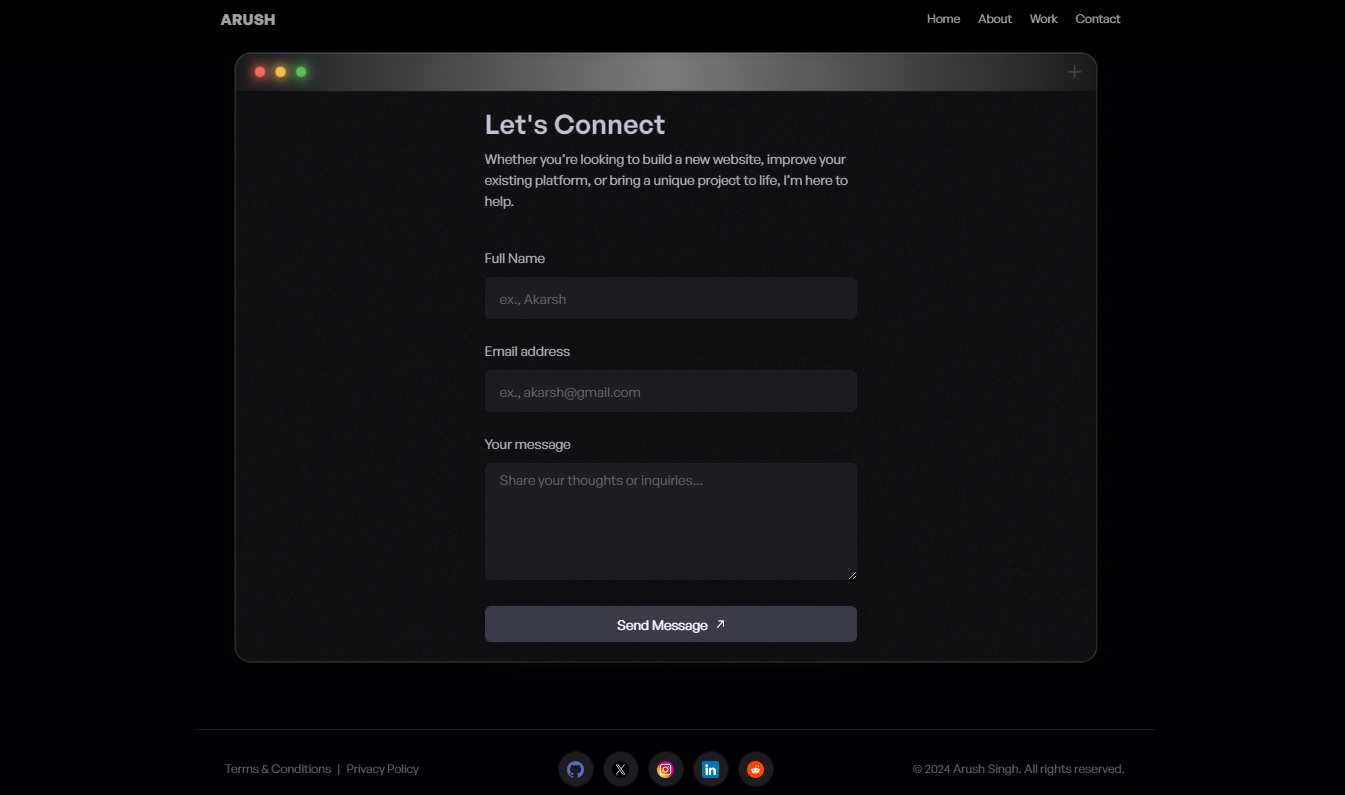 ARUSH
Home About Work Contact
Let's Connect
Whether you're looking to build a new website, improve your
existing platform, or bring a unique project to life, I'm here to
help.
Full Name
ex., Akarsh
Email address
ex., akarsh@gmail.com
Your message
Share your thoughts or inquiries...
Send Message
Terms & Conditions | Privacy Policy
© 2024 Arush Singh. All rights reserved.